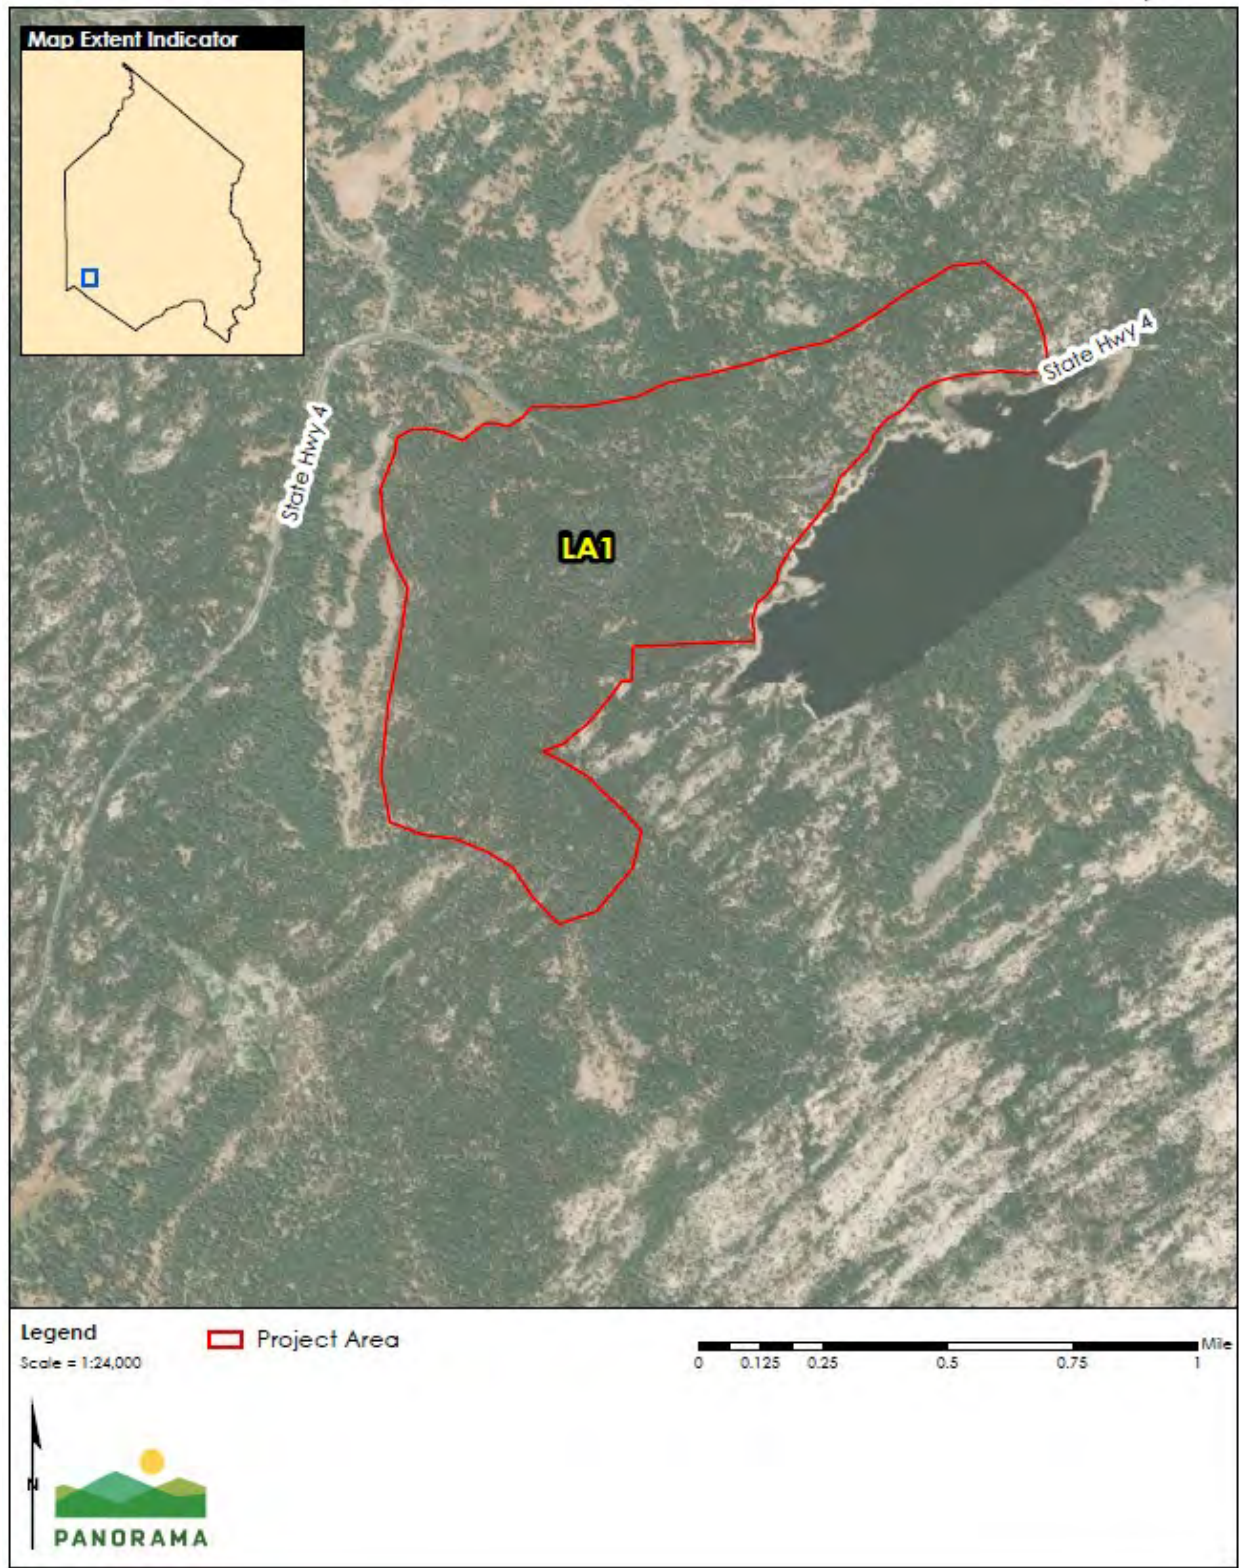 Map Extent Indicator
State Hwy 4
State Hwy 4
LA1
Legend
Project Area
Scale = 1:24,000
Mile
0 0.125 0.25 0.5 0.75 1
N
PANORAMA